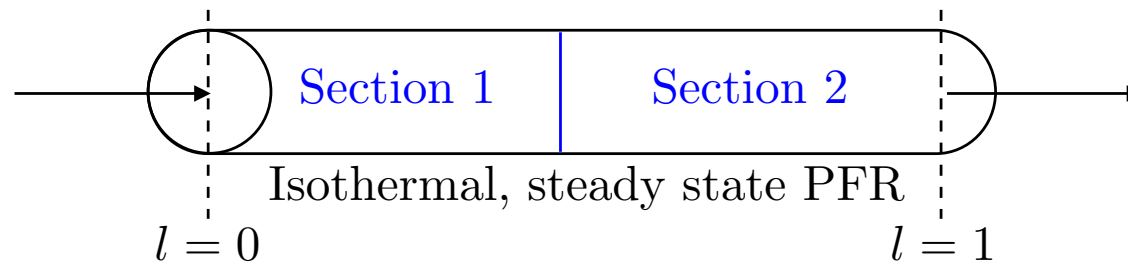 Section 1 Section 2
Isothermal, steady state PFR
l = 0 l = 1